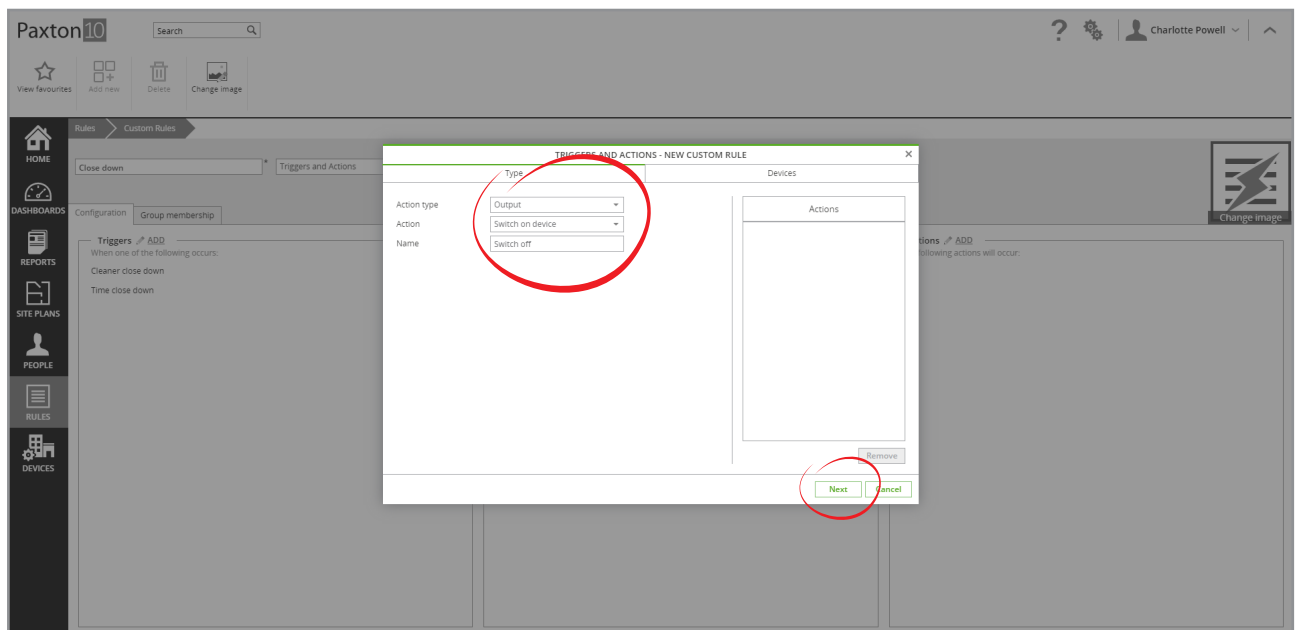 Paxton10
Search
Charlotte Powell
View favourites
Add new
Delete
Change image
Rules
Custom Rules
HOME
DASHBOARDS
REPORTS
SITE PLANS
PEOPLE
RULES
DEVICES
Close down
*
Triggers and Actions
Change image
Configuration
Group membership
Triggers ADD
When one of the following occurs:
Cleaner close down
Time close down
tions ADD
following actions will occur:
TRIGGERS AND ACTIONS - NEW CUSTOM RULE
Type
Devices
Action type
Output
Action
Switch on device
Name
Switch off
Actions
Remove
Next
Cancel